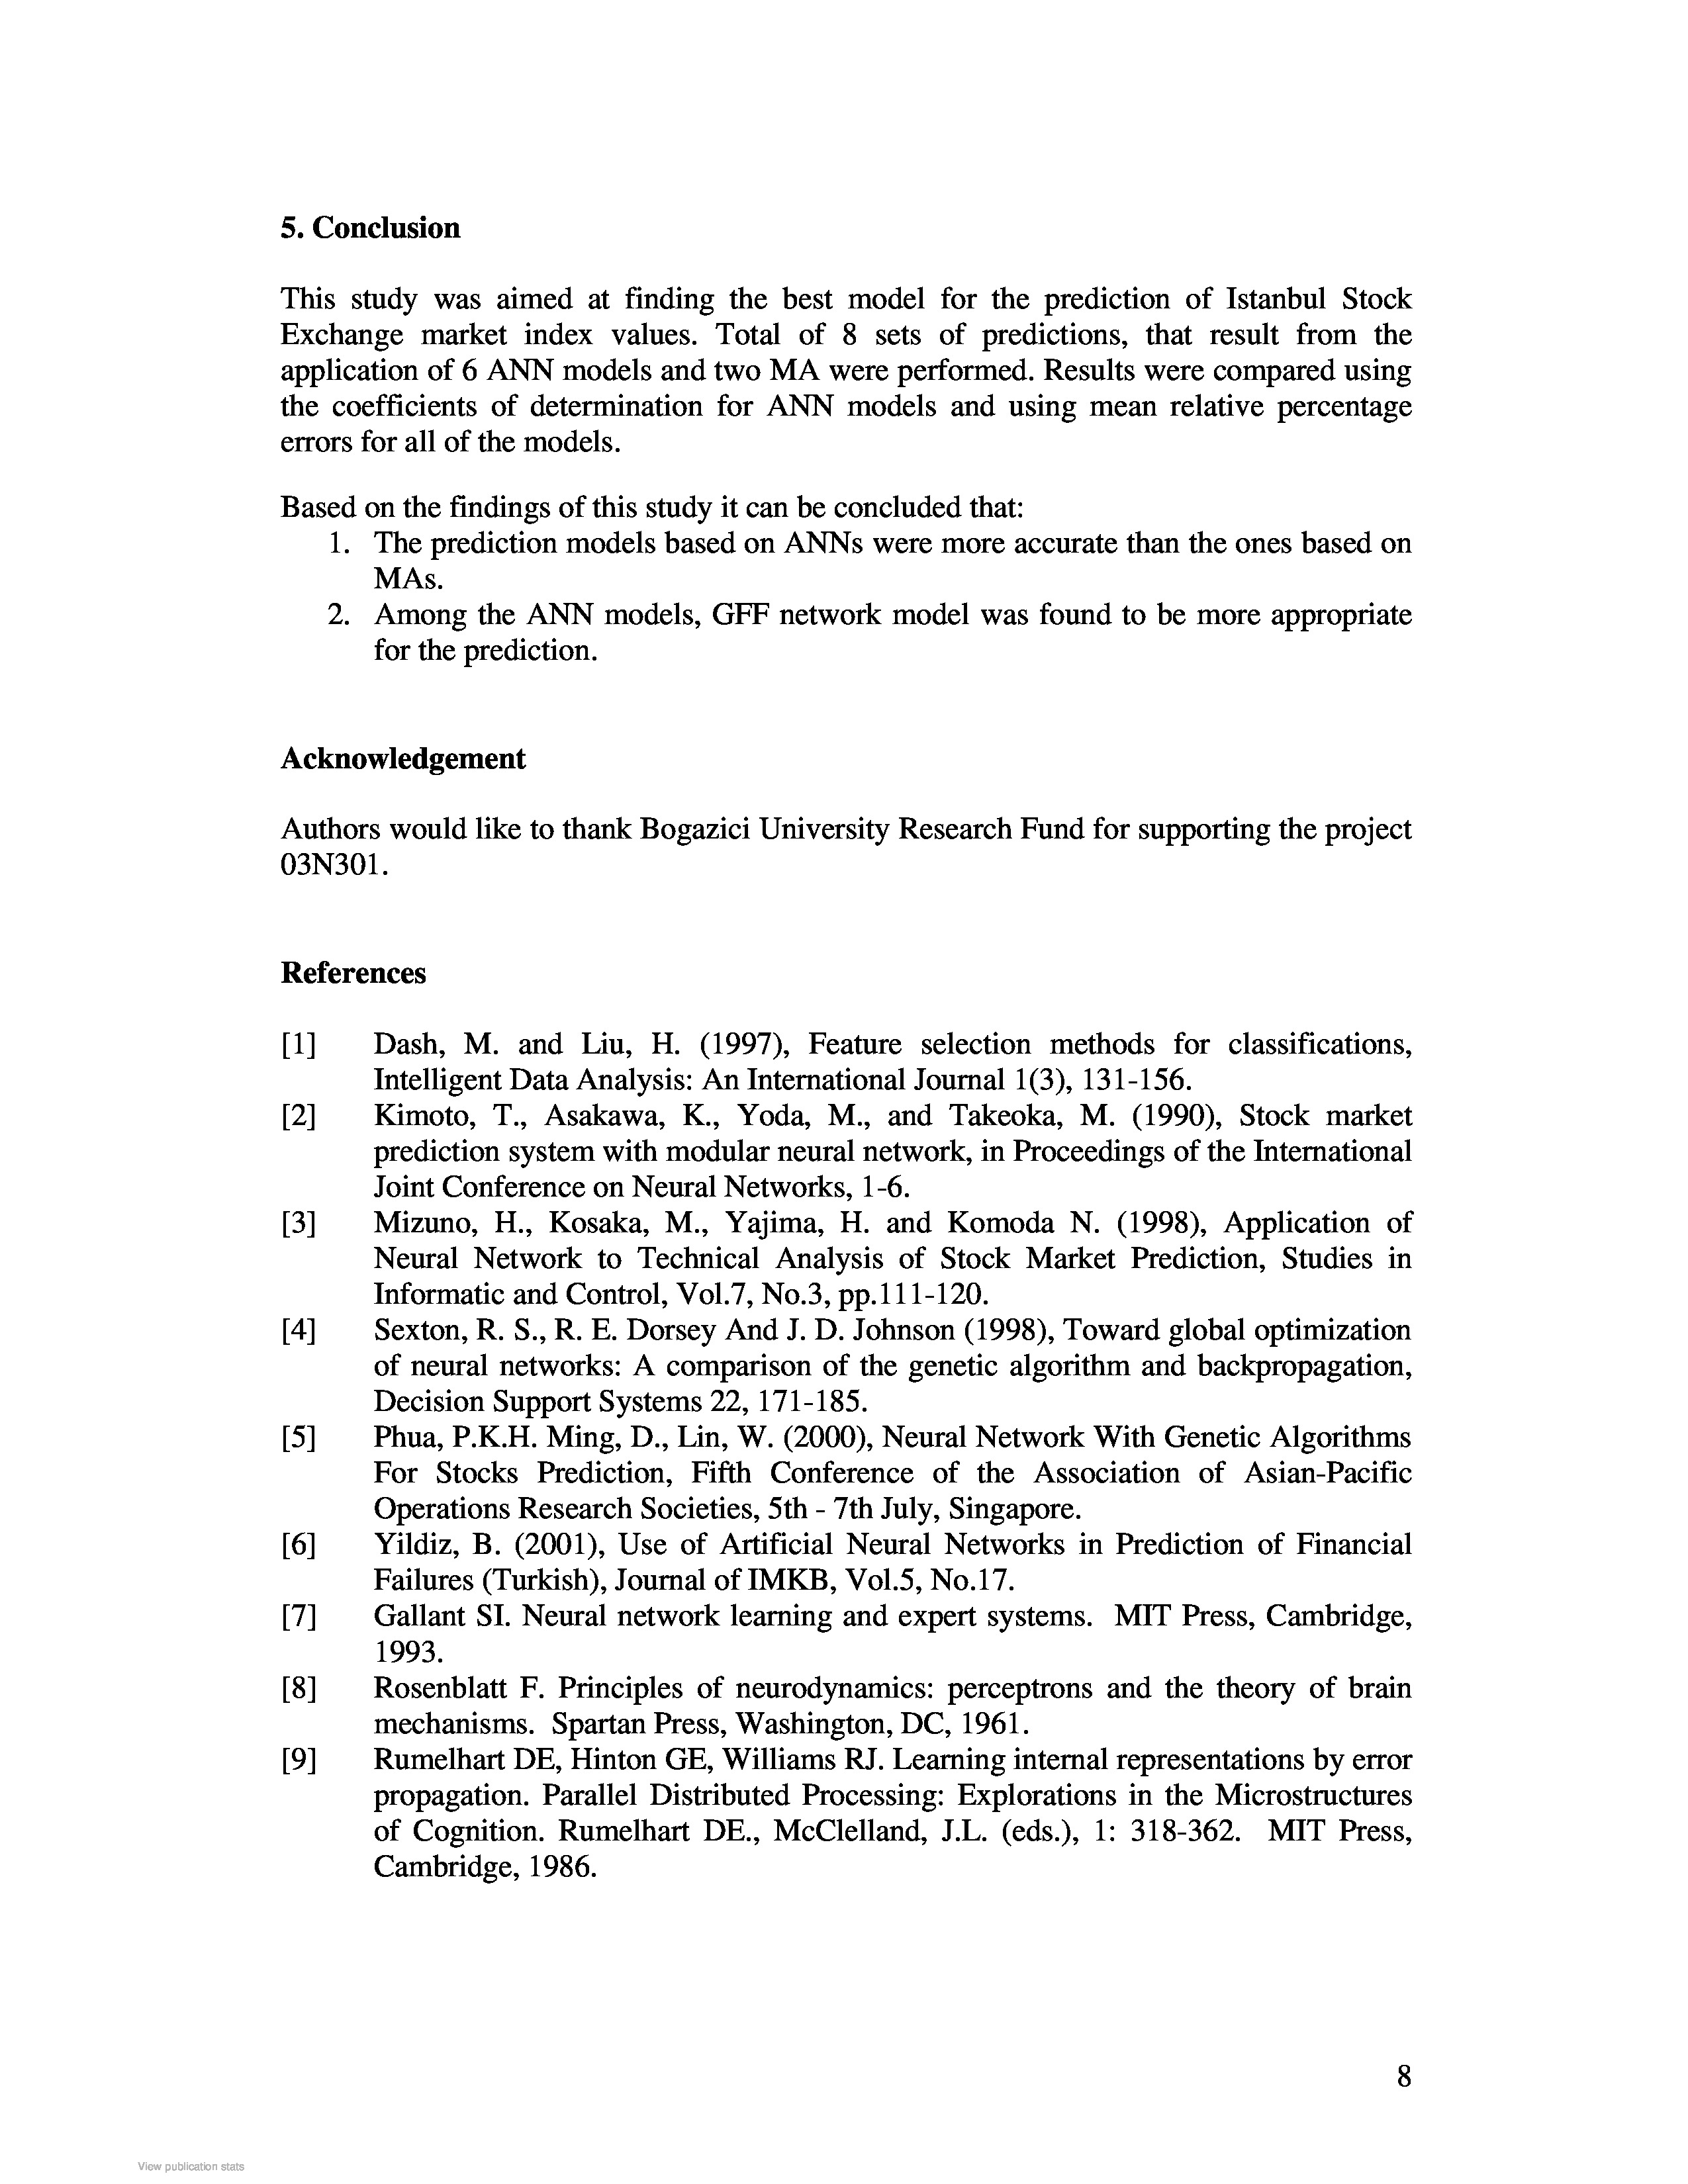 5. Conclusion
This study was aimed at finding the best model for the prediction of Istanbul Stock
Exchange market index values. Total of 8 sets of predictions, that result from the
application of 6 ANN models and two MA were performed. Results were compared using
the coefficients of determination for ANN models and using mean relative percentage
errors for all of the models.
Based on the findings of this study it can be concluded that:
1. The prediction models based on ANNs were more accurate than the ones based on
MAs.
2. Among the ANN models, GFF network model was found to be more appropriate
for the prediction.
Acknowledgement
Authors would like to thank Bogazici University Research Fund for supporting the project
03N301.
References
[1] Dash, M. and Liu, H. (1997), Feature selection methods for classifications,
Intelligent Data Analysis: An International Journal 1(3), 131-156.
[2] Kimoto, T., Asakawa, K., Yoda, M., and Takeoka, M. (1990), Stock market
prediction system with modular neural network, in Proceedings of the International
Joint Conference on Neural Networks, 1-6.
[3] Mizuno, H., Kosaka, M., Yajima, H. and Komoda N. (1998), Application of
Neural Network to Technical Analysis of Stock Market Prediction, Studies in
Informatic and Control, Vol.7, No.3, pp.111-120.
[4] Sexton, R. S., R. E. Dorsey And J. D. Johnson (1998), Toward global optimization
of neural networks: A comparison of the genetic algorithm and backpropagation,
Decision Support Systems 22, 171-185.
[5] Phua, P.K.H. Ming, D., Lin, W. (2000), Neural Network With Genetic Algorithms
For Stocks Prediction, Fifth Conference of the Association of Asian-Pacific
Operations Research Societies, 5th - 7th July, Singapore.
[6] Yildiz, B. (2001), Use of Artificial Neural Networks in Prediction of Financial
Failures (Turkish), Journal of IMKB, Vol.5, No.17.
[7] Gallant SI. Neural network learning and expert systems. MIT Press, Cambridge,
1993.
[8] Rosenblatt F. Principles of neurodynamics: perceptrons and the theory of brain
mechanisms. Spartan Press, Washington, DC, 1961.
[9] Rumelhart DE, Hinton GE, Williams RJ. Learning internal representations by error
propagation. Parallel Distributed Processing: Explorations in the Microstructures
of Cognition. Rumelhart DE., McClelland, J.L. (eds.), 1: 318-362. MIT Press,
Cambridge, 1986.
8
View publication stats